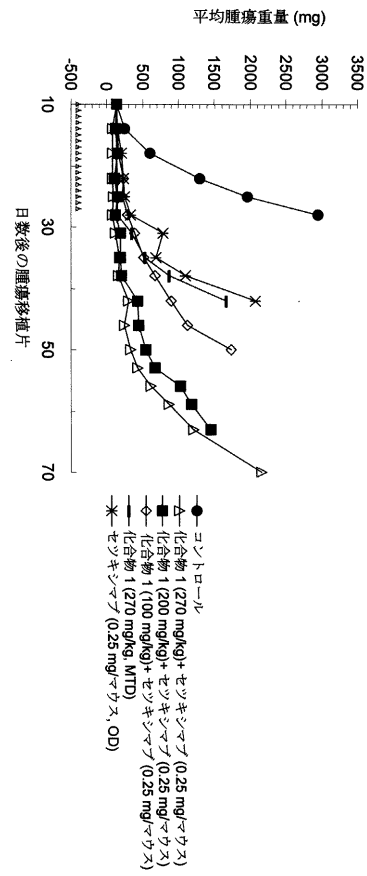 平均腫瘍重量 (mg)
3500
3000
2500
2000
1500
1000
500
0
-500
10
30
50
70
日数後の腫瘍移植片
コントロール
化合物 1 (270 mg/kg)+ セツキシマブ (0.25 mg/マウス)
化合物 1 (200 mg/kg)+ セツキシマブ (0.25 mg/マウス)
化合物 1 (100 mg/kg)+ セツキシマブ (0.25 mg/マウス)
化合物 1 (270 mg/kg, MTD)
セツキシマブ (0.25 mg/マウス, OD)